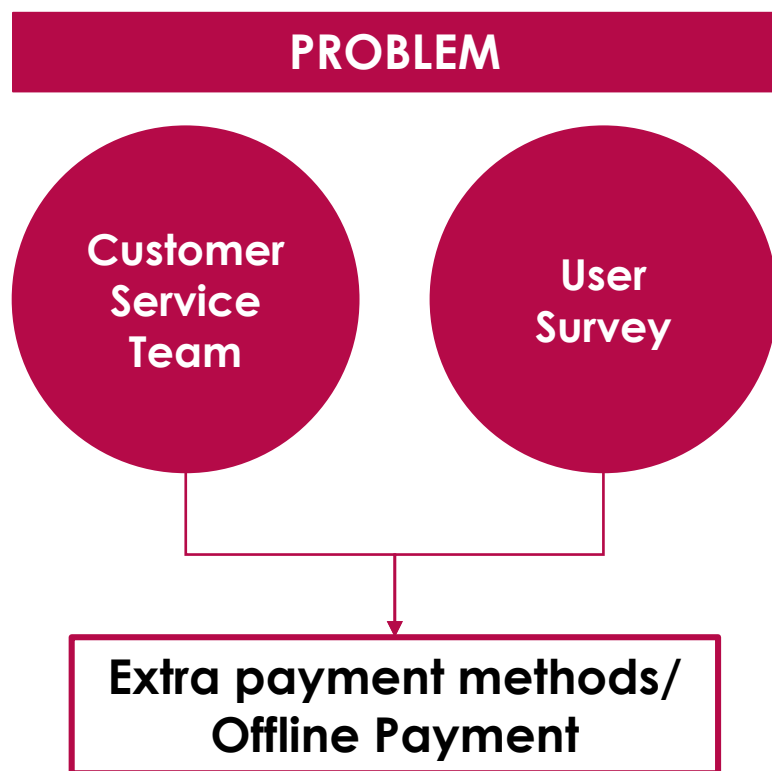 PROBLEM
Customer
Service
Team
User
Survey
Extra payment methods/
Offline Payment